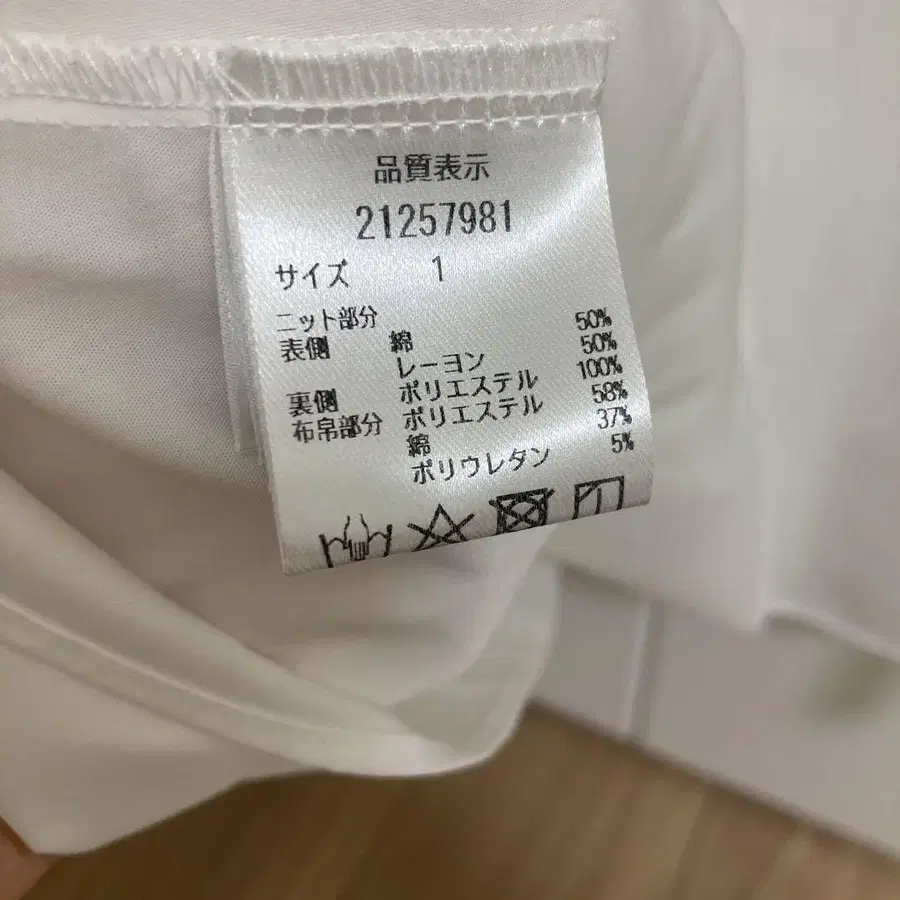 品質表示
21257981
サイズ 1
ニット部分
表側 綿 50%
レーヨン 50%
裏側 ポリエステル 100%
布帛部分 ポリエステル 58%
綿 37%
ポリウレタン 5%